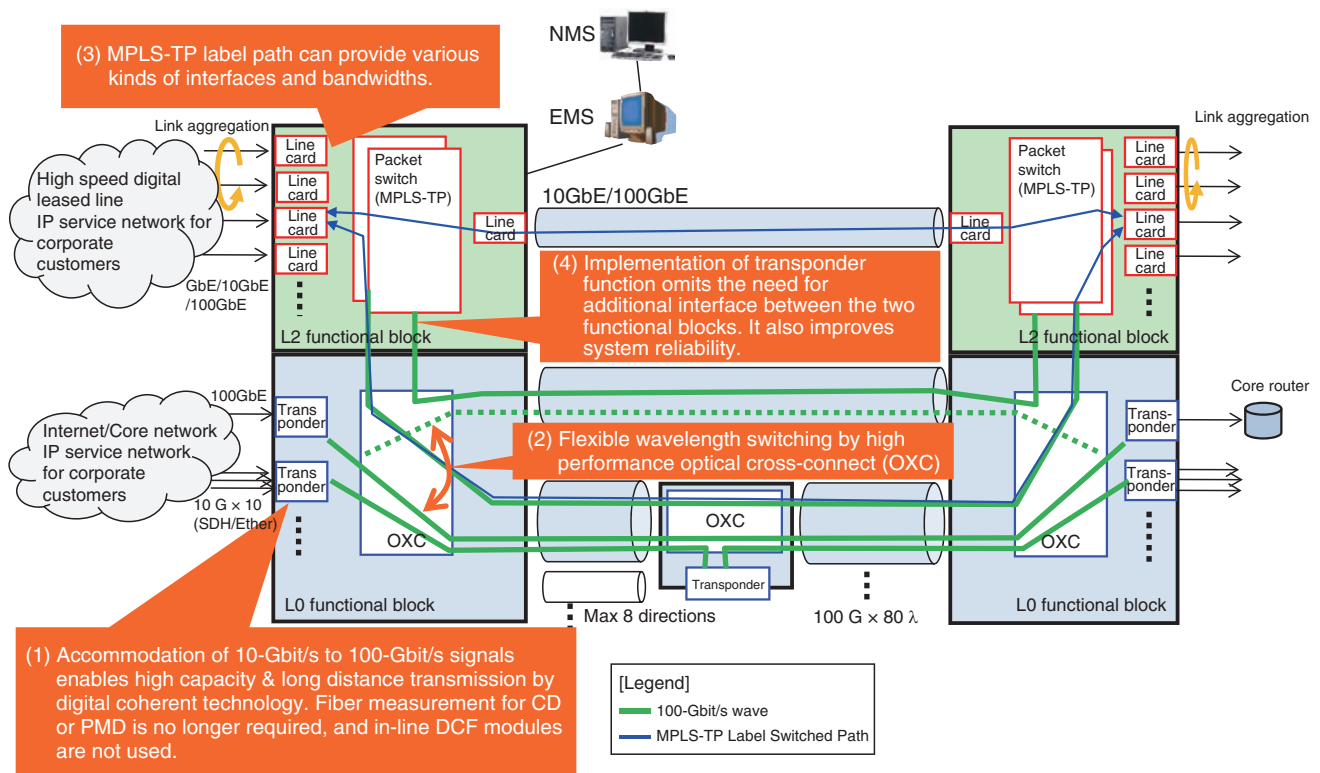 (3) MPLS-TP label path can provide various
kinds of interfaces and bandwidths.
NMS
EMS
Link aggregation
Line
card
Line
card
Line
card
Line
card
Packet
switch
(MPLS-TP)
Line
card
High speed digital
leased line
IP service network for
corporate
customers
GbE/10GbE
/100GbE
L2 functional block
10GbE/100GbE
(4) Implementation of transponder
function omits the need for
additional interface between the two
functional blocks. It also improves
system reliability.
Link aggregation
Line
card
Packet
switch
(MPLS-TP)
Line
card
Line
card
Line
card
Line
card
L2 functional block
100GbE
Internet/Core network
IP service network
for corporate
customers
10 G × 10
(SDH/Ether)
Trans
ponder
Trans
ponder
OXC
L0 functional block
(2) Flexible wavelength switching by high
performance optical cross-connect (OXC)
OXC
Transponder
Max 8 directions
100 G × 80 λ
OXC
Trans-
ponder
Trans-
ponder
Core router
L0 functional block
(1) Accommodation of 10-Gbit/s to 100-Gbit/s signals
enables high capacity & long distance transmission by
digital coherent technology. Fiber measurement for CD
or PMD is no longer required, and in-line DCF modules
are not used.
[Legend]
100-Gbit/s wave
MPLS-TP Label Switched Path